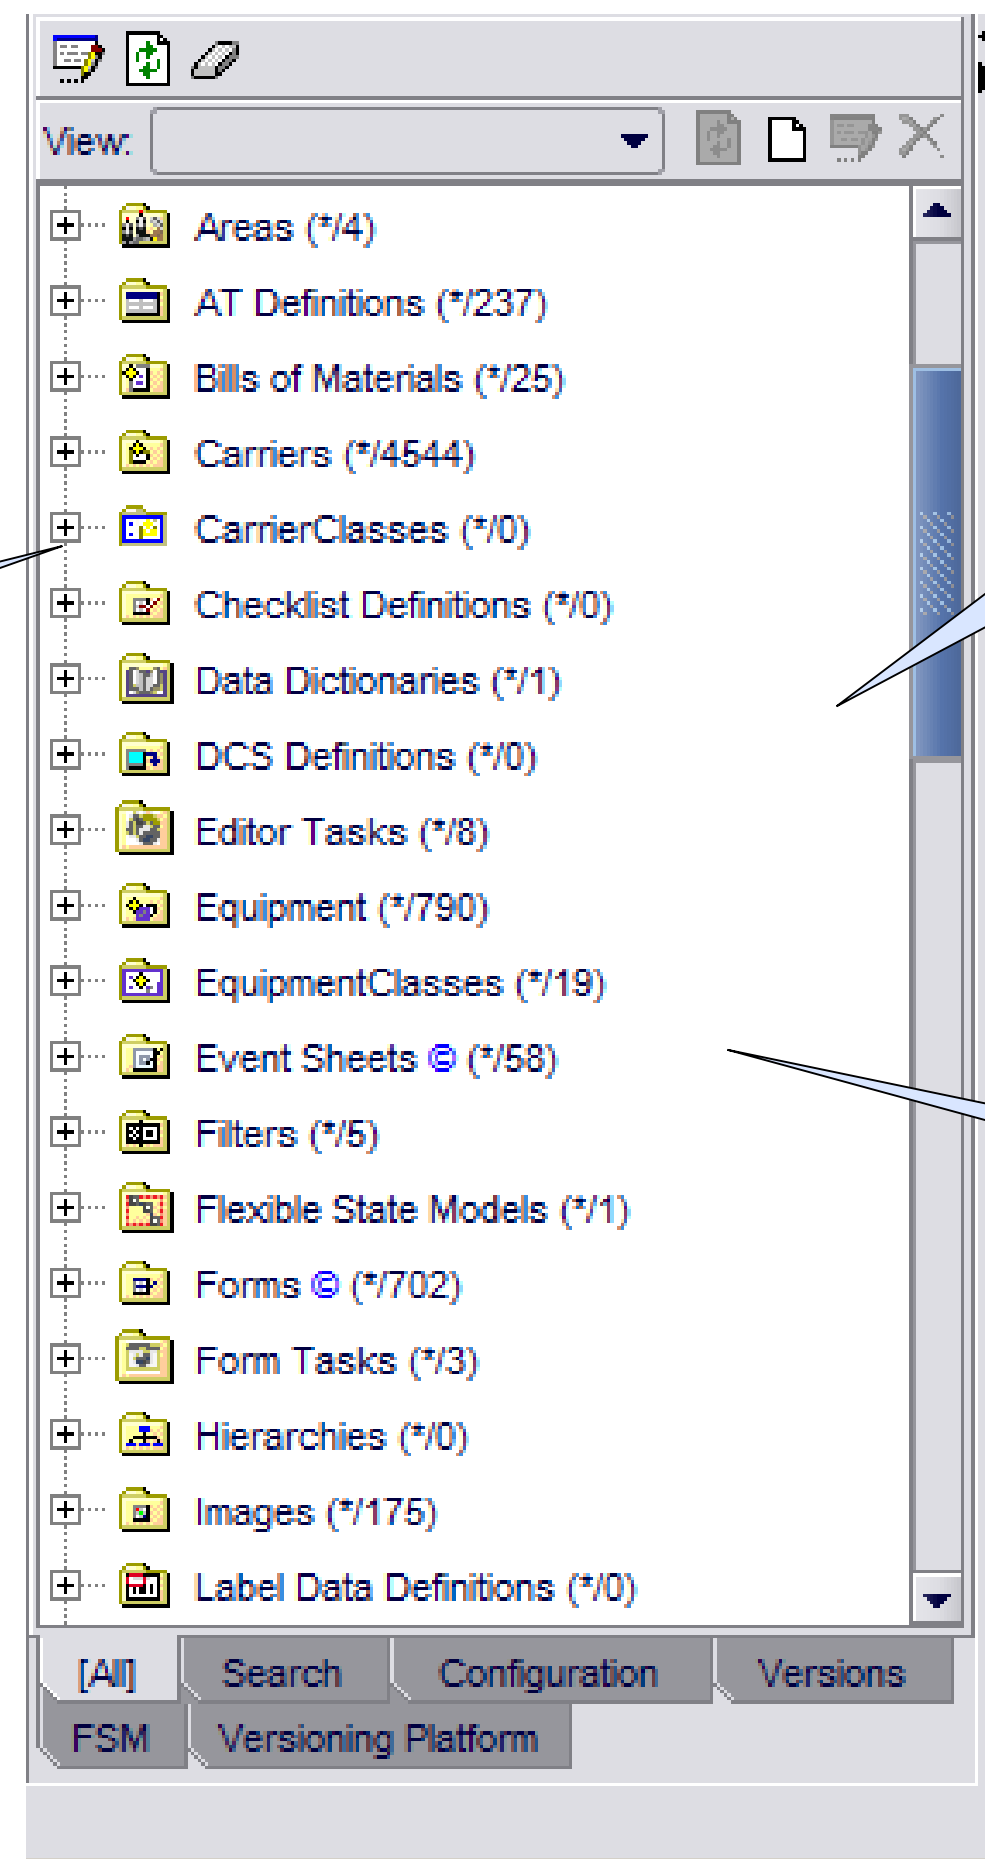 View:
Areas (*/4)
AT Definitions (*/237)
Bills of Materials (*/25)
Carriers (*/4544)
CarrierClasses (*/0)
Checklist Definitions (*/0)
Data Dictionaries (*/1)
DCS Definitions (*/0)
Editor Tasks (*/8)
Equipment (*/790)
EquipmentClasses (*/19)
Event Sheets © (*/58)
Filters (*/5)
Flexible State Models (*/1)
Forms © (*/702)
Form Tasks (*/3)
Hierarchies (*/0)
Images (*/175)
Label Data Definitions (*/0)
[All] Search Configuration Versions
FSM Versioning Platform